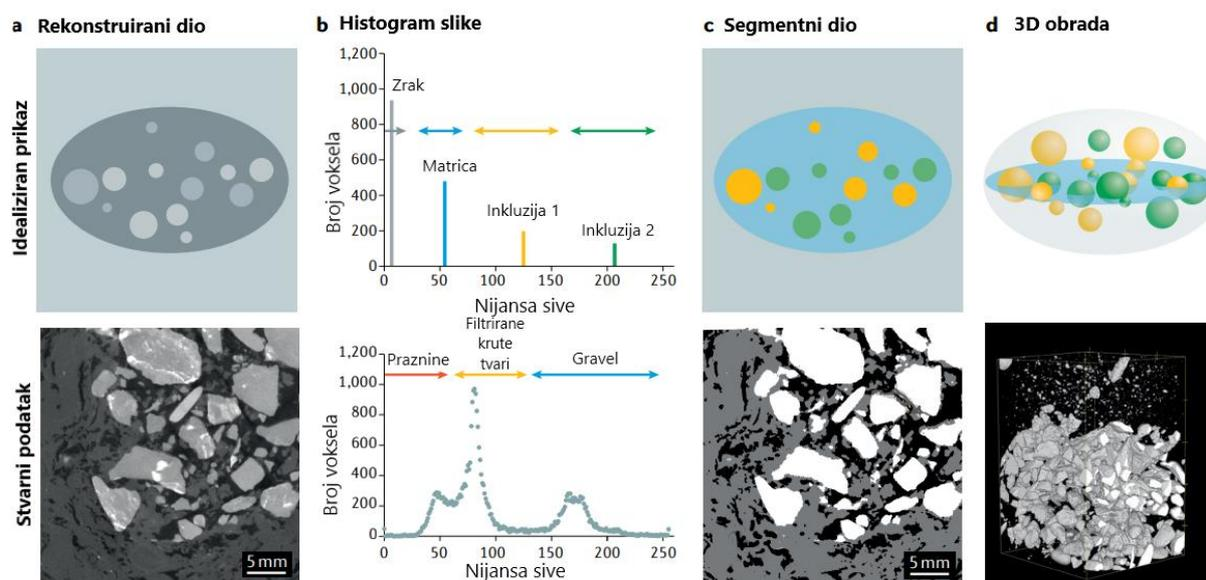 a Rekonstruirani dio
b Histogram slike
c Segmentni dio
d 3D obrada
Idealiziran prikaz
Broj voksela
1,200
1,000
800
600
400
200
0
Zrak
Matrica
Inkluzija 1
Inkluzija 2
0 50 100 150 200 250
Nijansa sive
Stvarni podatak
5 mm
Broj voksela
1,200
1,000
800
600
400
200
0
Praznine
Filtrirane
krute
tvari
Gravel
0 50 100 150 200 250
Nijansa sive
5 mm